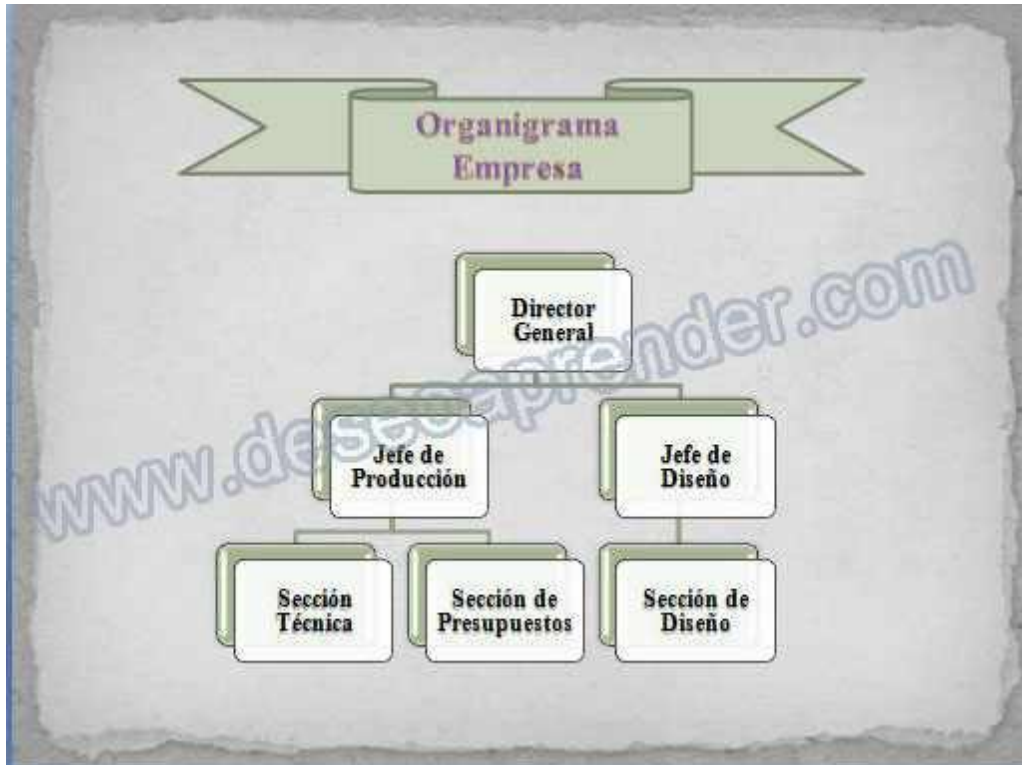 Organigrama
Empresa
Director
General
Jefe de
Producción
Jefe de
Diseño
Sección
Técnica
Sección de
Presupuestos
Sección de
Diseño
www.deseoaprender.com